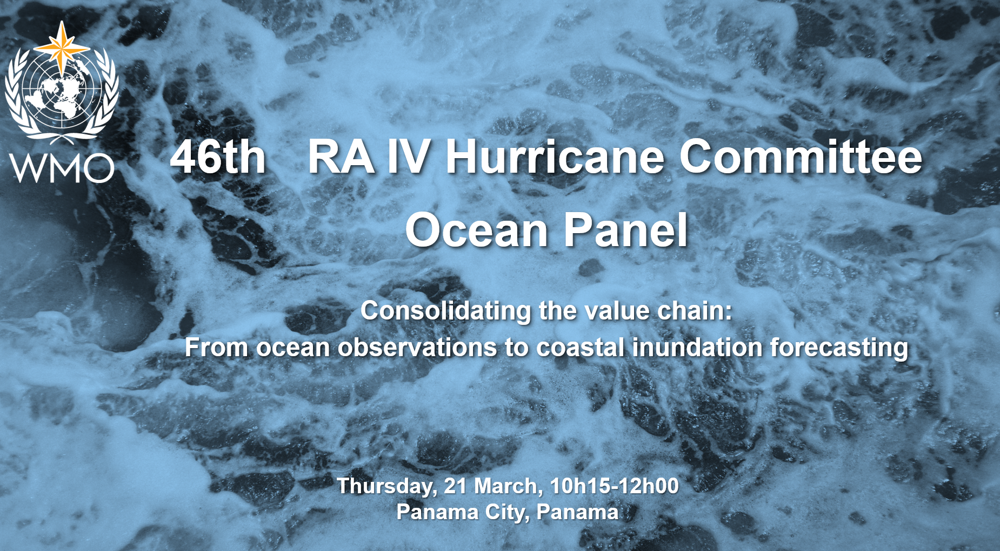 WMO
46th RA IV Hurricane Committee
Ocean Panel
Consolidating the value chain:
From ocean observations to coastal inundation forecasting
Thursday, 21 March, 10h15-12h00
Panama City, Panama